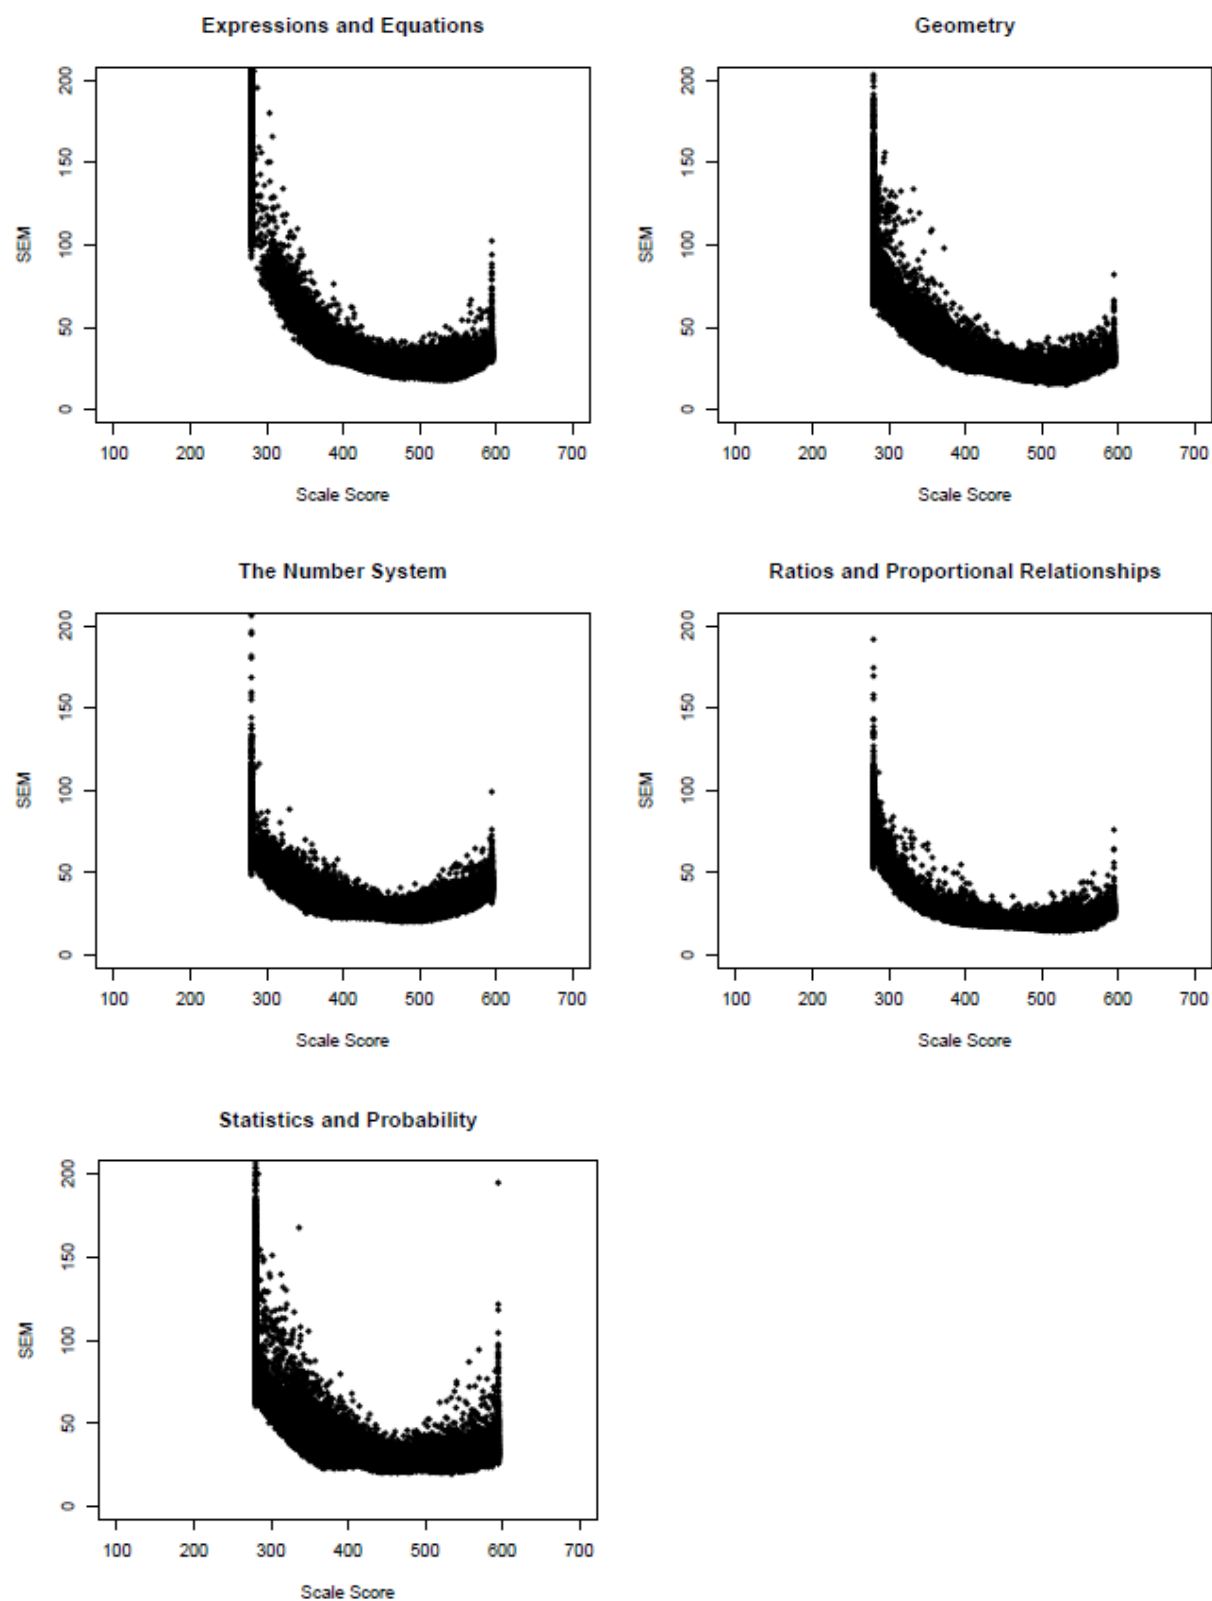 Expressions and Equations
Geometry
SEM
200
150
100
50
0
100 200 300 400 500 600 700
Scale Score
SEM
200
150
100
50
0
100 200 300 400 500 600 700
Scale Score
The Number System
Ratios and Proportional Relationships
SEM
200
150
100
50
0
100 200 300 400 500 600 700
Scale Score
SEM
200
150
100
50
0
100 200 300 400 500 600 700
Scale Score
Statistics and Probability
SEM
200
150
100
50
0
100 200 300 400 500 600 700
Scale Score